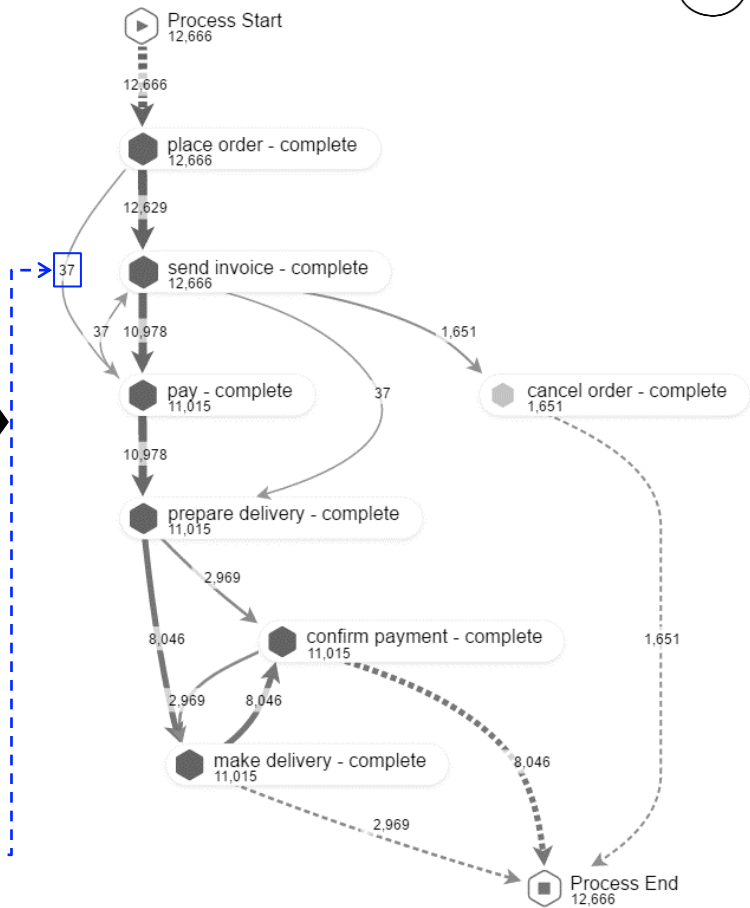 Process Start
12,666
12,666
place order - complete
12,666
12,629
37
send invoice - complete
12,666
37
10,978
1,651
37
pay - complete
11,015
cancel order - complete
1,651
10,978
prepare delivery - complete
11,015
2,969
8,046
confirm payment - complete
11,015
1,651
2,969
8,046
make delivery - complete
11,015
8,046
2,969
Process End
12,666